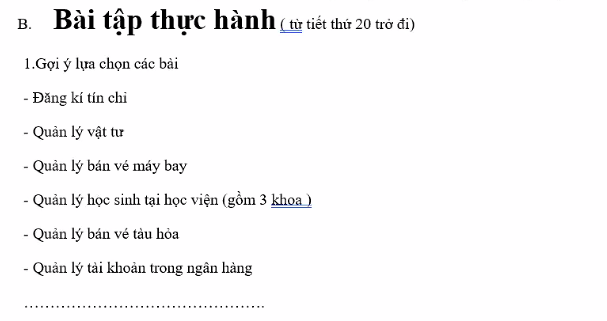 B. Bài tập thực hành ( từ tiết thứ 20 trở đi)
1.Gợi ý lựa chọn các bài
- Đăng kí tín chỉ
- Quản lý vật tư
- Quản lý bán vé máy bay
- Quản lý học sinh tại học viện (gồm 3 khoa )
- Quản lý bán vé tàu hỏa
- Quản lý tài khoản trong ngân hàng
…………………………………………